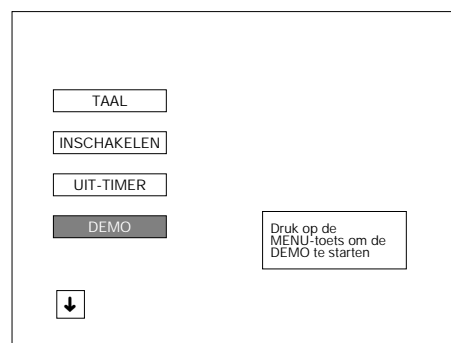 TAAL
INSCHAKELEN
UIT-TIMER
DEMO
Druk op de
MENU-toets om de
DEMO te starten